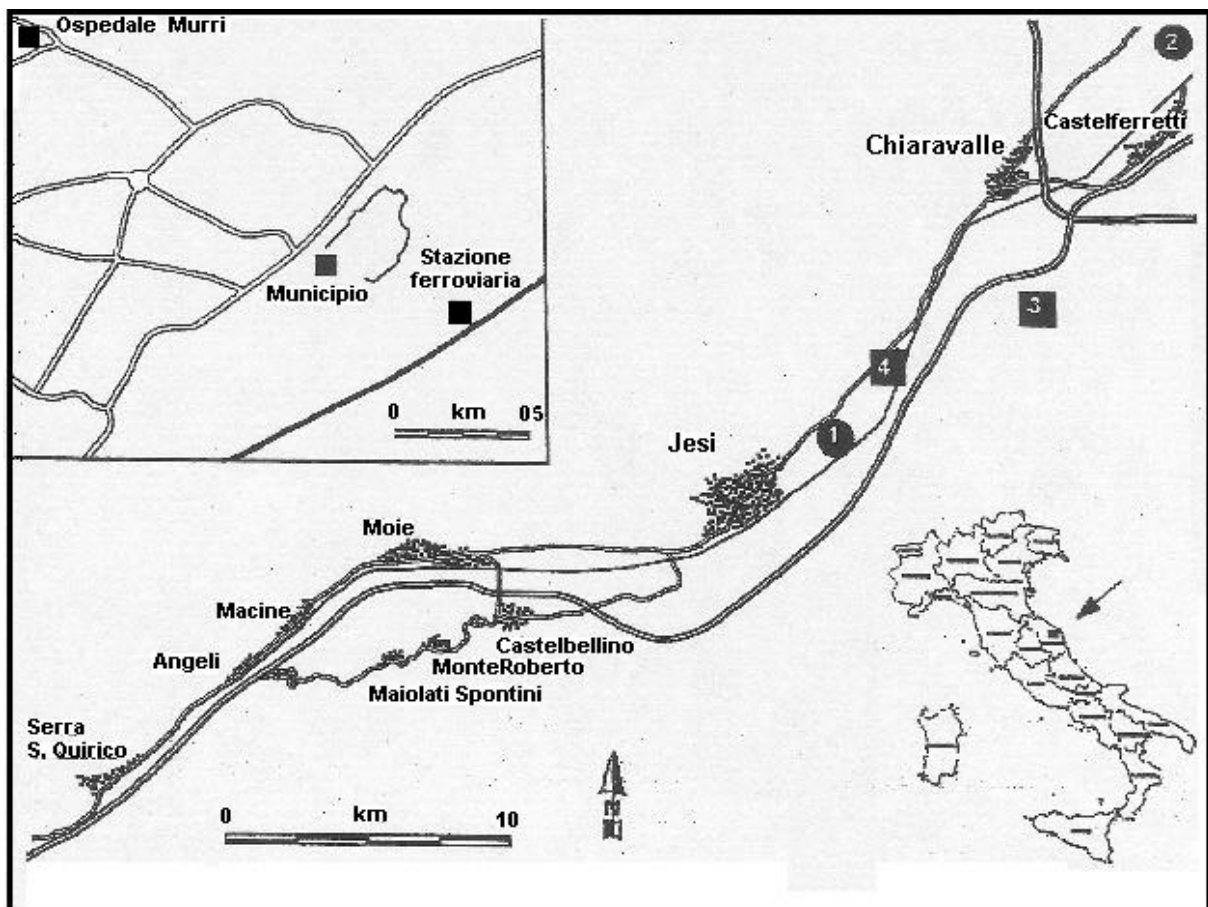 Ospedale Murri
Municipio
Stazione
ferroviaria
0 km 05
2
Castelferretti
Chiaravalle
3
4
1
Jesi
Moie
Macine
Castelbellino
Angeli
MonteRoberto
Maiolati Spontini
Serra
S. Quirico
0 km 10